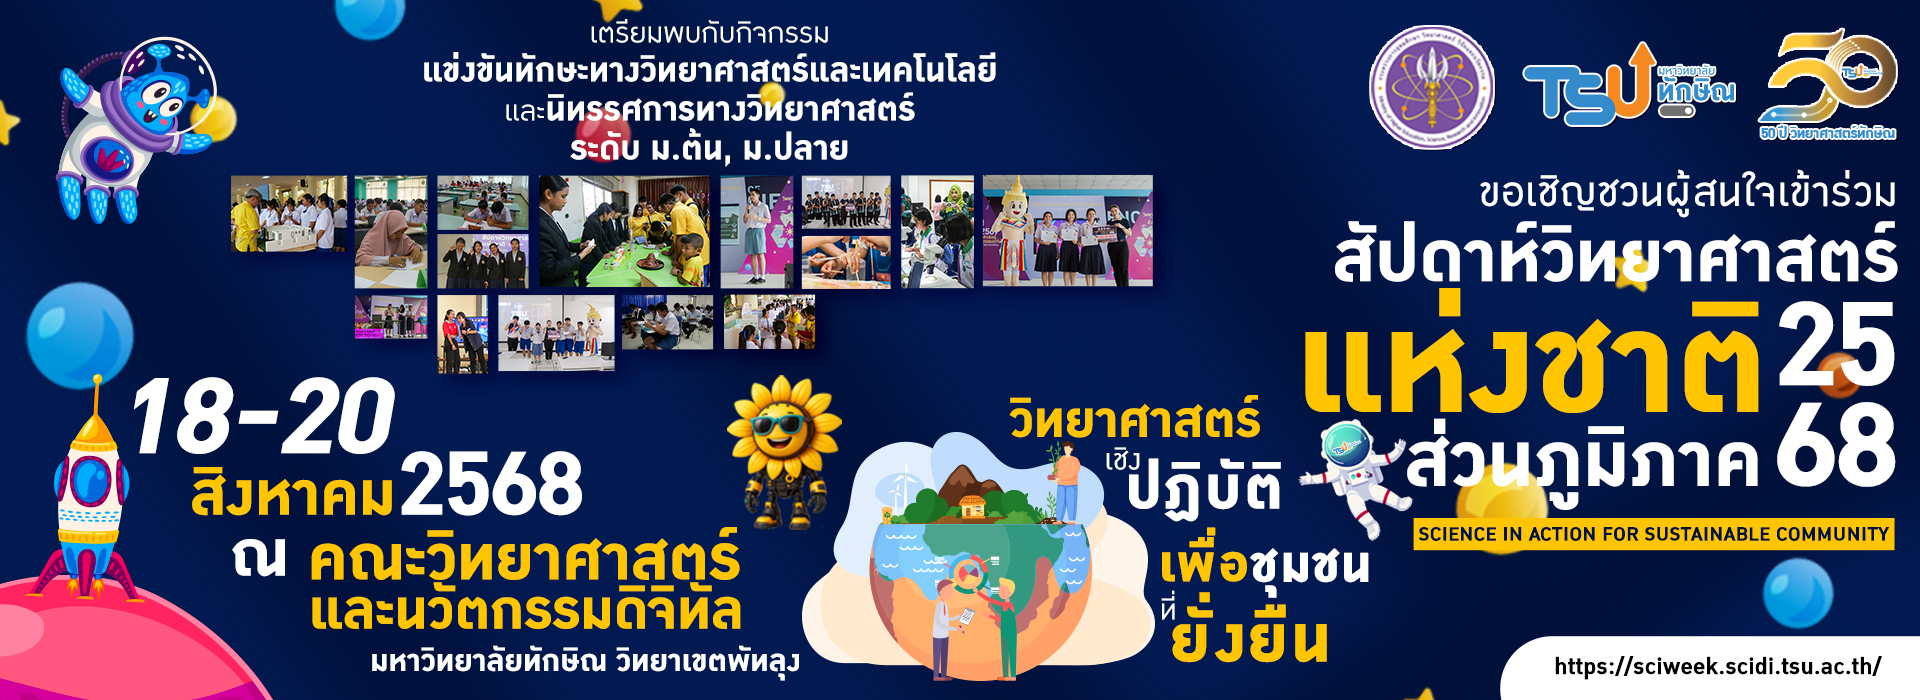 เตรียมพบกับกิจกรรม
แข่งขันทักษะทางวิทยาศาสตร์และเทคโนโลยี
และนิทรรศการทางวิทยาศาสตร์
ระดับ ม.ต้น, ม.ปลาย
TSU มหาวิทยาลัย
ทักษิณ
50
TSU
50 ปี วิทยาศาสตร์ทักษิณ
ขอเชิญชวนผู้สนใจเข้าร่วม
สัปดาห์วิทยาศาสตร์
แห่งชาติ 25
ส่วนภูมิภาค 68
SCIENCE IN ACTION FOR SUSTAINABLE COMMUNITY
18-20
สิงหาคม 2568
ณ คณะวิทยาศาสตร์
และนวัตกรรมดิจิทัล
มหาวิทยาลัยทักษิณ วิทยาเขตพัทลุง
วิทยาศาสตร์
เชิง
ปฏิบัติ
เพื่อชุมชน
ที่
ยั่งยืน
https://sciweek.scidi.tsu.ac.th/